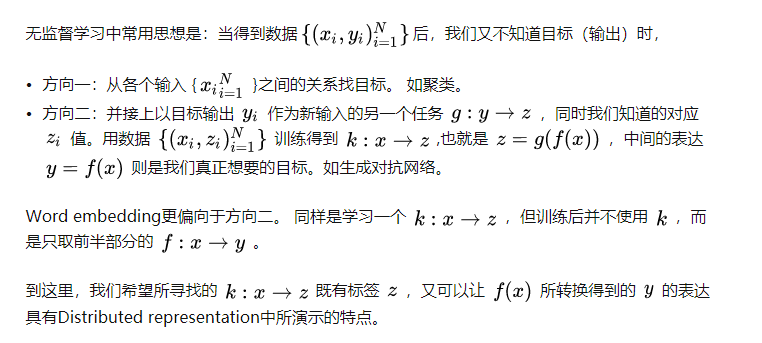 无监督学习中常用思想是：当得到数据 $\{(x_i, y_i)_{i=1}^N\}$ 后，我们又不知道目标（输出）时，
• 方向一：从各个输入 { $x_{i}{}_{i=1}^{N}$ }之间的关系找目标。 如聚类。
• 方向二：并接上以目标输出 $y_i$ 作为新输入的另一个任务 $g : y \to z$ ，同时我们知道的对应
$z_i$ 值。用数据 $\{(x_i, z_i)_{i=1}^N\}$ 训练得到 $k : x \to z$ ,也就是 $z = g(f(x))$ ，中间的表达
$y = f(x)$ 则是我们真正想要的目标。如生成对抗网络。
Word embedding更偏向于方向二。 同样是学习一个 $k : x \to z$ ，但训练后并不使用 $k$ ，而
是只取前半部分的 $f : x \to y$ 。
到这里，我们希望所寻找的 $k : x \to z$ 既有标签 $z$ ，又可以让 $f(x)$ 所转换得到的 $y$ 的表达
具有Distributed representation中所演示的特点。